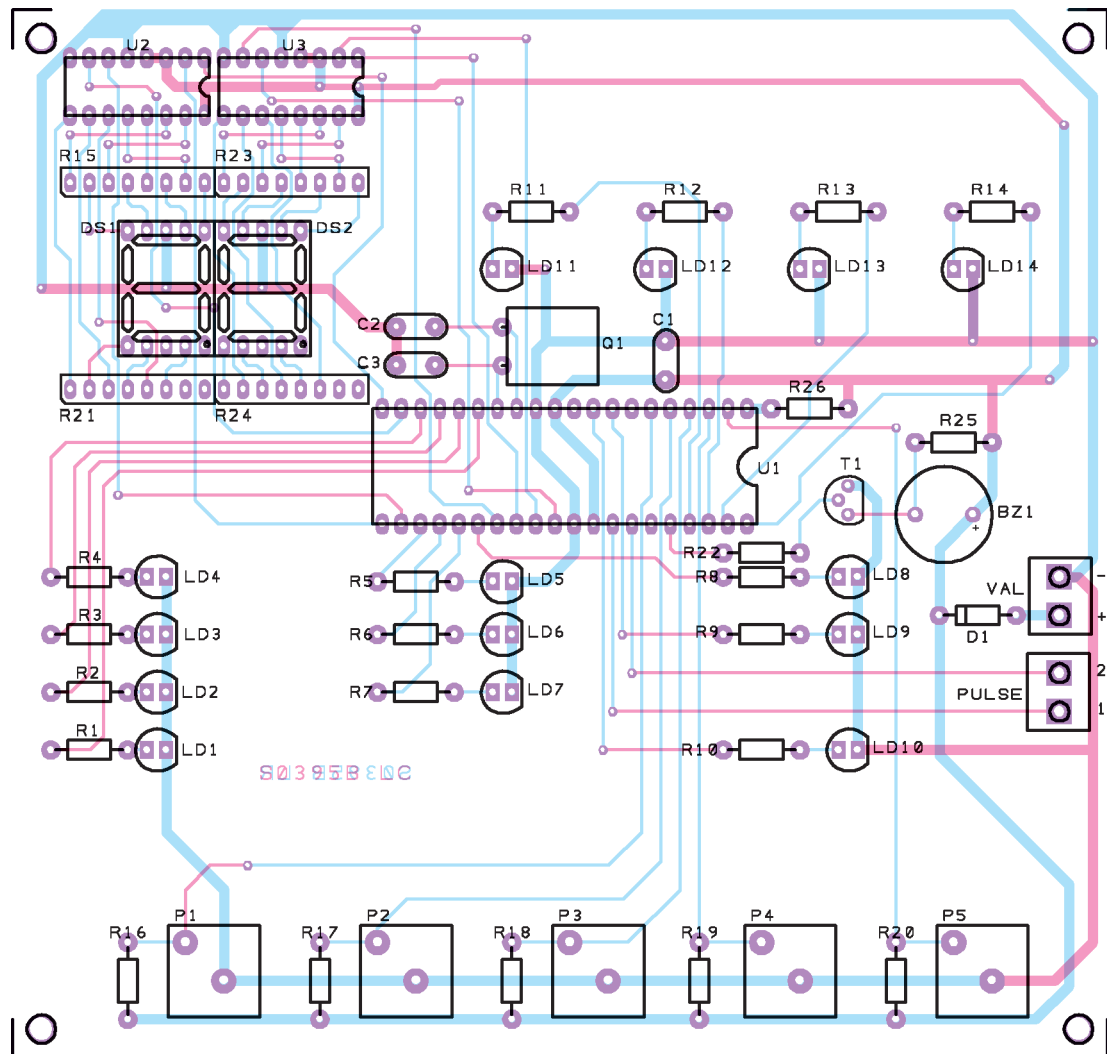 U2 U3
R15 R23
R11 R12 R13 R14
DS1 DS2
LD11 LD12 LD13 LD14
C2 C1
Q1
C3
R21 R24 R26
R25
U1 T1
BZ1
+
R22
R4 LD4 R5 LD5 R8 LD8 VAL -
D1 +
R3 LD3 R6 LD6 R9 LD9
R2 LD2 R7 LD7 PULSE 2
1
R1 LD1 R10 LD10
P1 P2 P3 P4 P5
R16 R17 R18 R19 R20